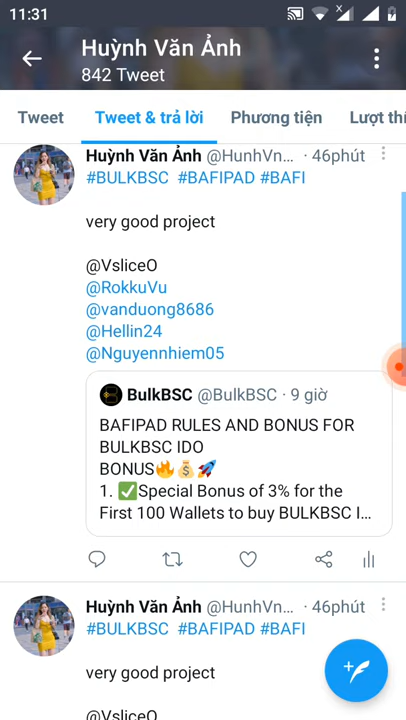 11:31
Huỳnh Văn Ảnh
842 Tweet
Tweet
Tweet & trả lời
Phương tiện
Lượt thí
Huỳnh Văn Ảnh @HunhVn... · 46phút
#BULKBSC #BAFIPAD #BAFI
very good project
@VsliceO
@RokkuVu
@vanduong8686
@Hellin24
@Nguyennhiem05
BulkBSC @BulkBSC · 9 giờ
BAFIPAD RULES AND BONUS FOR
BULKBSC IDO
BONUS🔥💰🚀
1. ✅Special Bonus of 3% for the
First 100 Wallets to buy BULKBSC I...
Huỳnh Văn Ảnh @HunhVn... · 46phút
#BULKBSC #BAFIPAD #BAFI
very good project
@VsliceO